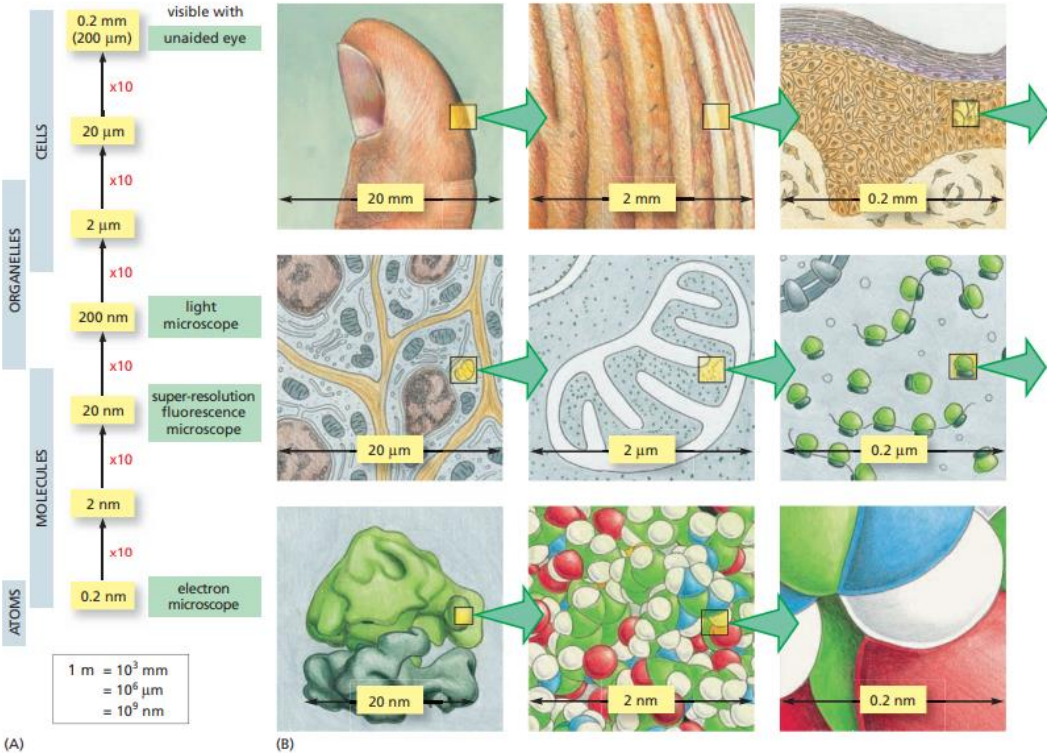 visible with
0.2 mm
(200 μm)
unaided eye
x10
20 μm
x10
2 μm
x10
200 nm
light
microscope
x10
20 nm
super-resolution
fluorescence
microscope
x10
2 nm
x10
0.2 nm
electron
microscope
CELLS
ORGANELLES
MOLECULES
ATOMS
1 m = 10³ mm
= 10⁶ μm
= 10⁹ nm
(A)
20 mm
2 mm
0.2 mm
20 μm
2 μm
0.2 μm
20 nm
2 nm
0.2 nm
(B)